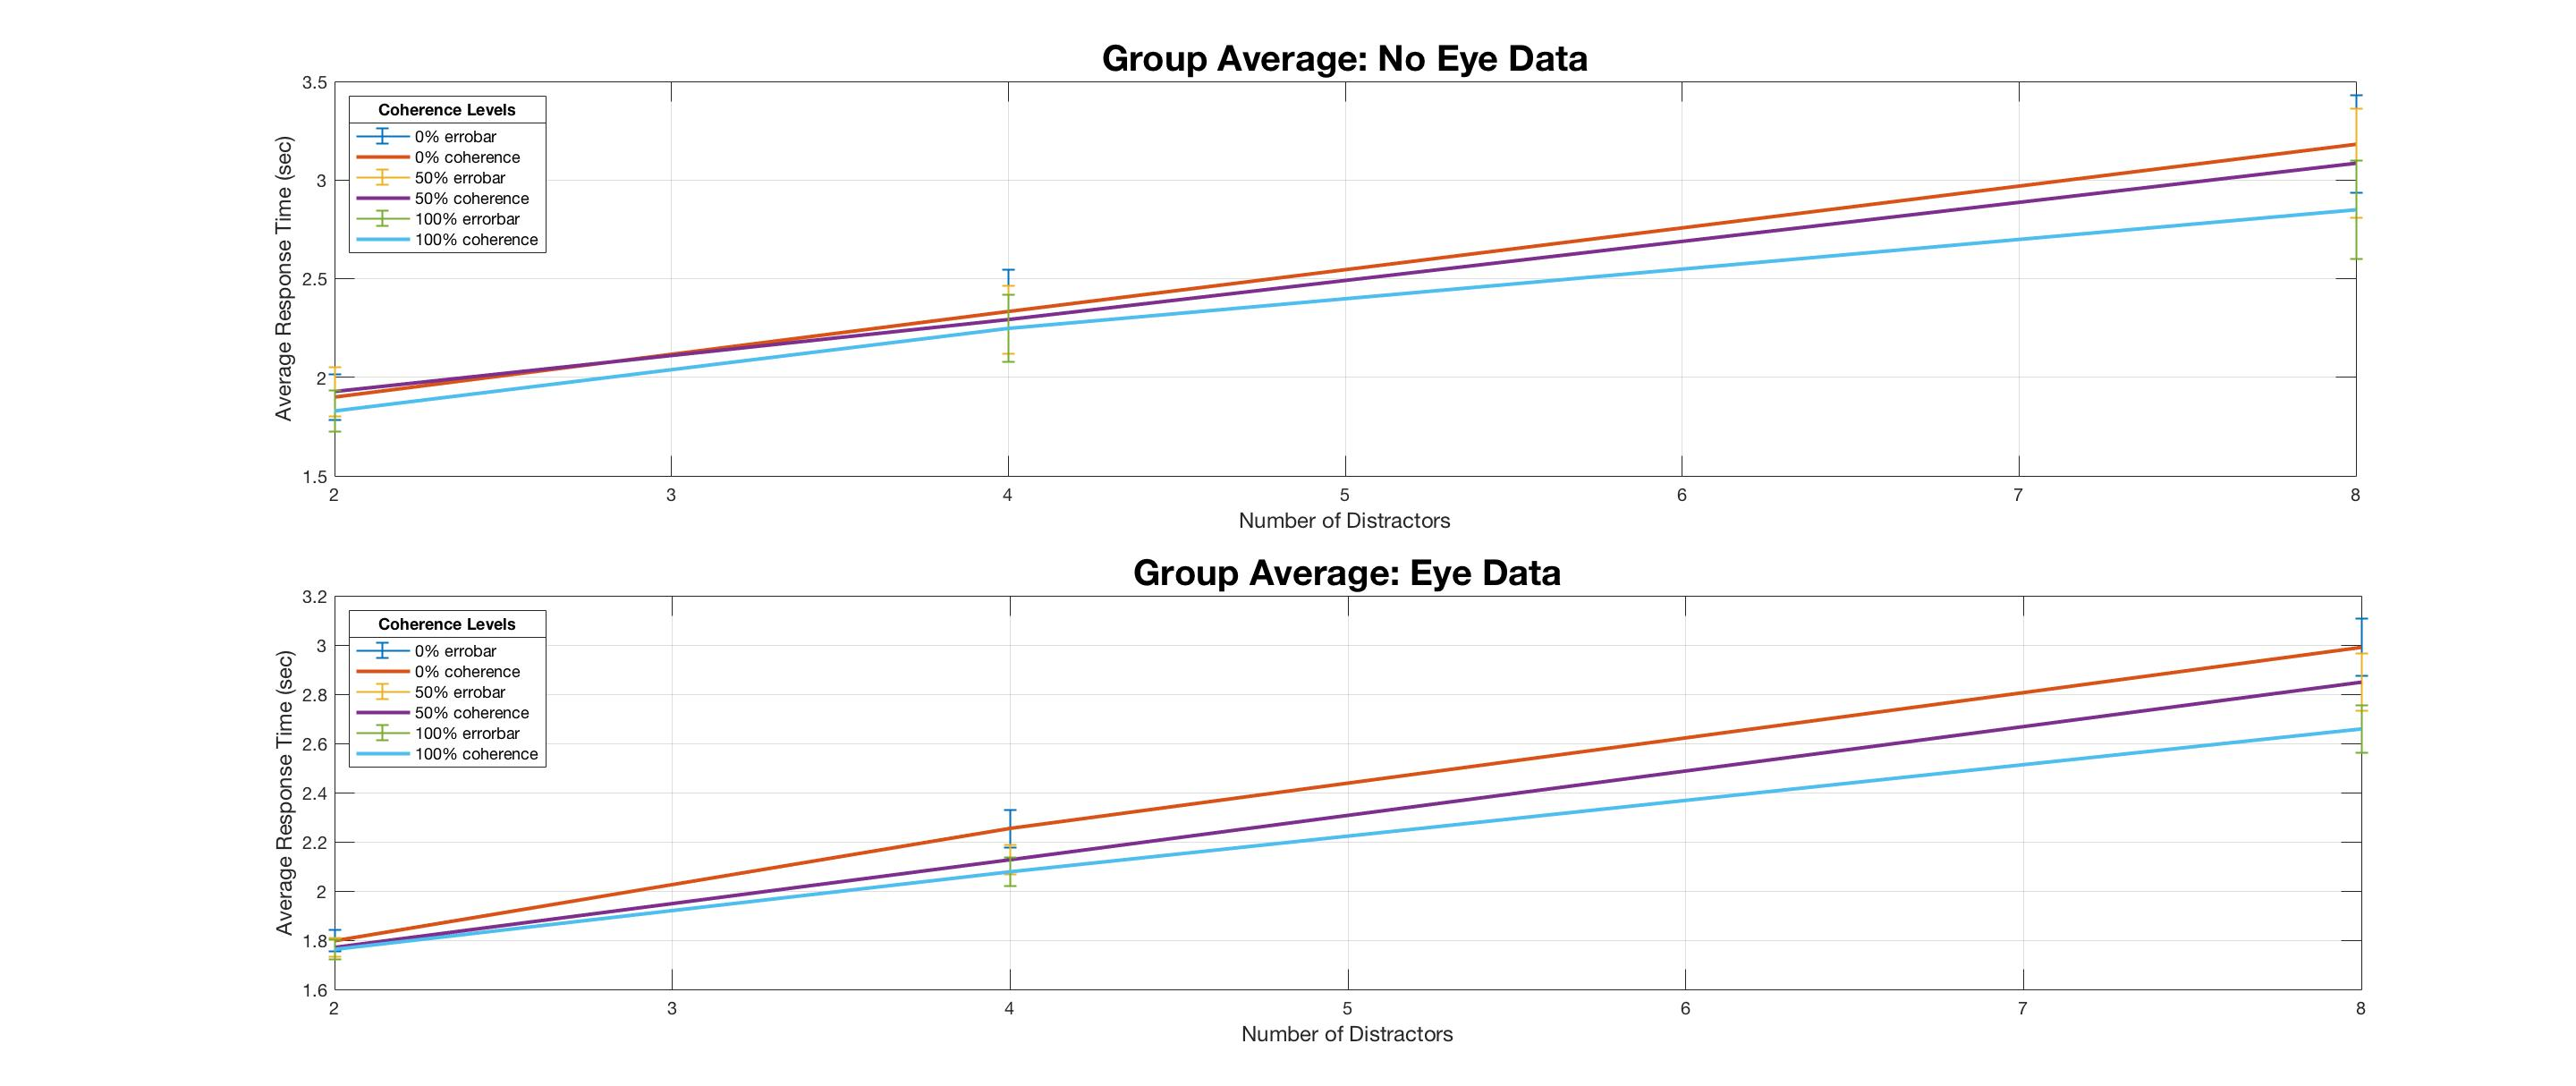 Group Average: No Eye Data
3.5
3
2.5
2
1.5
Average Response Time (sec)
Coherence Levels
0% errobar
0% coherence
50% errobar
50% coherence
100% errorbar
100% coherence
2 3 4 5 6 7 8
Number of Distractors
Group Average: Eye Data
3.2
3
2.8
2.6
2.4
2.2
2
1.8
1.6
Average Response Time (sec)
Coherence Levels
0% errobar
0% coherence
50% errobar
50% coherence
100% errorbar
100% coherence
2 3 4 5 6 7 8
Number of Distractors